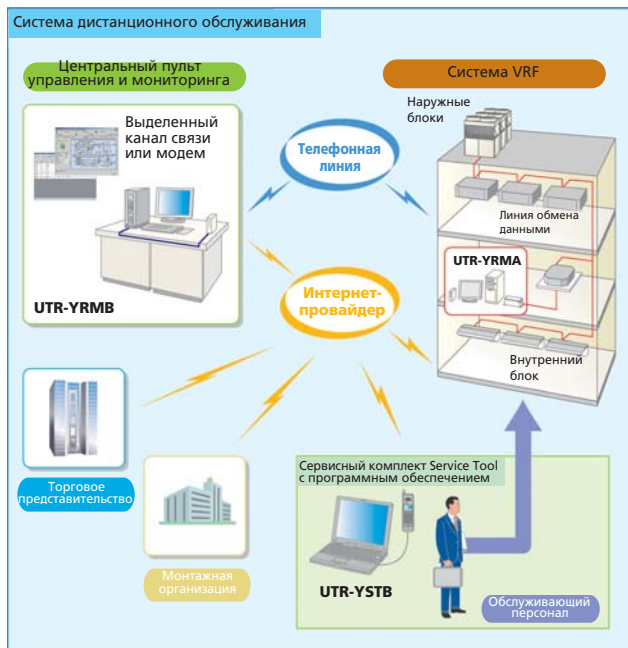 Система дистанционного обслуживания
Центральный пульт
управления и мониторинга
Система VRF
Выделенный
канал связи
или модем
UTR-YRMB
Телефонная
линия
Наружные
блоки
Линия обмена
данными
UTR-YRMA
Внутренний
блок
Интернет-
провайдер
Торговое
представительство
Монтажная
организация
Сервисный комплект Service Tool
с программным обеспечением
UTR-YSTB
Обслуживающий
персонал